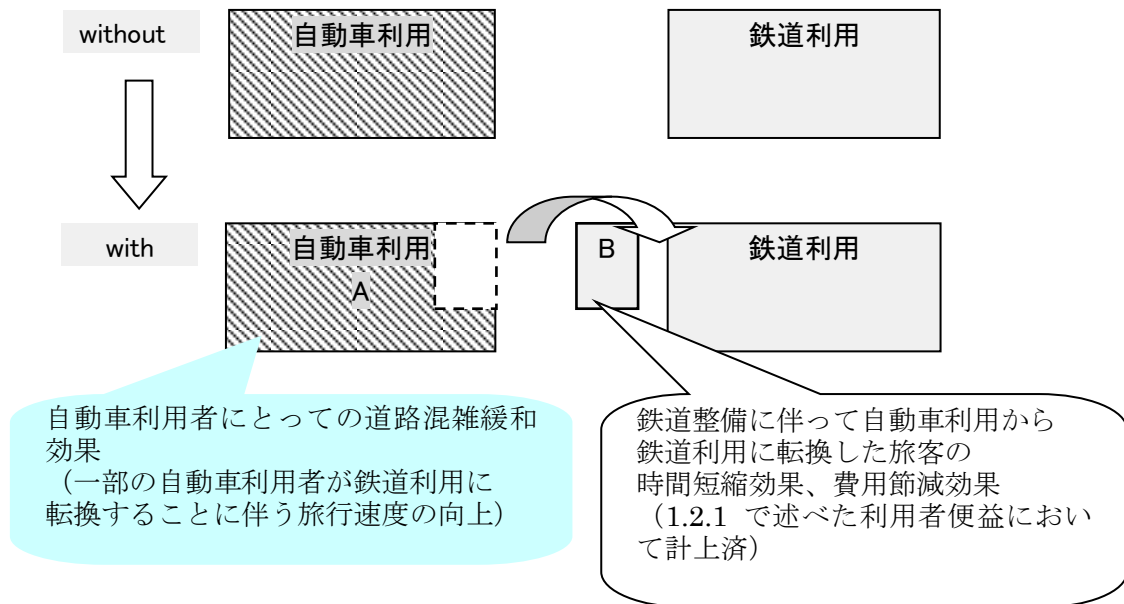 without
自動車利用
鉄道利用
with
自動車利用
A
B
鉄道利用
自動車利用者にとっての道路混雑緩和
効果
（一部の自動車利用者が鉄道利用に
転換することに伴う旅行速度の向上）
鉄道整備に伴って自動車利用から
鉄道利用に転換した旅客の
時間短縮効果、費用節減効果
（1.2.1 で述べた利用者便益におい
て計上済）